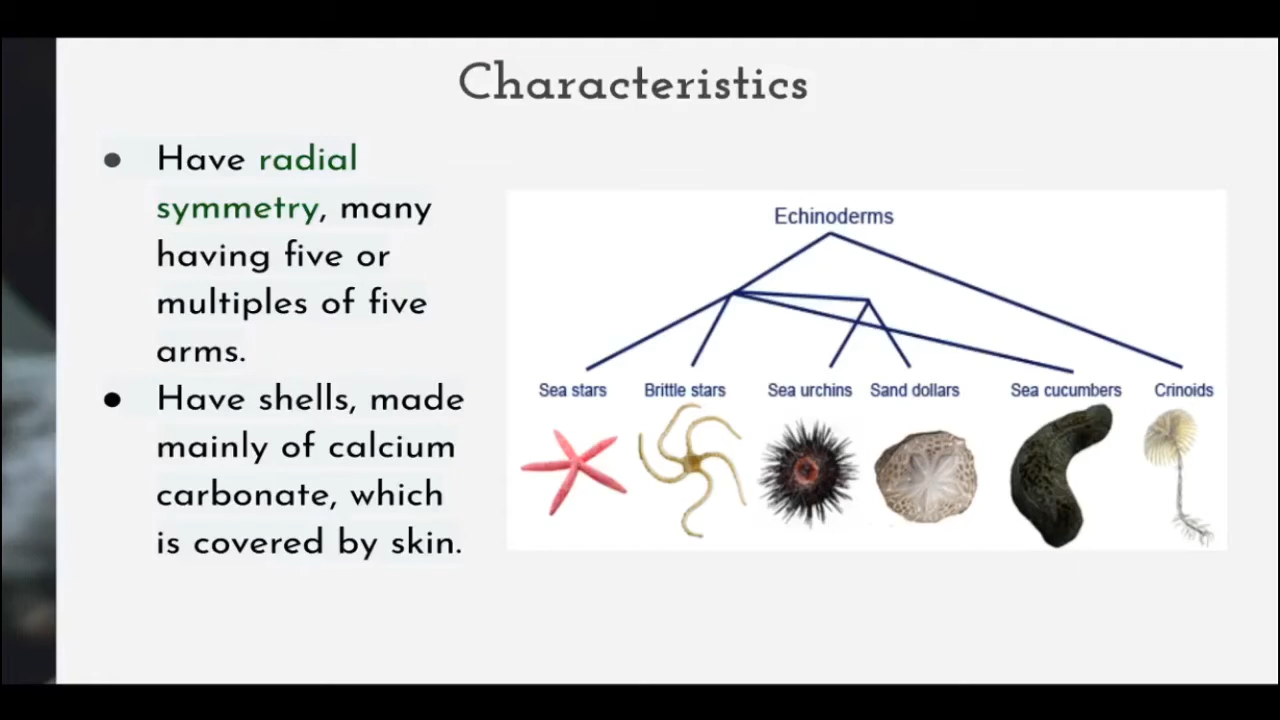 Characteristics
● Have radial
symmetry, many
having five or
multiples of five
arms.
● Have shells, made
mainly of calcium
carbonate, which
is covered by skin.
Echinoderms
Sea stars Brittle stars Sea urchins Sand dollars Sea cucumbers Crinoids